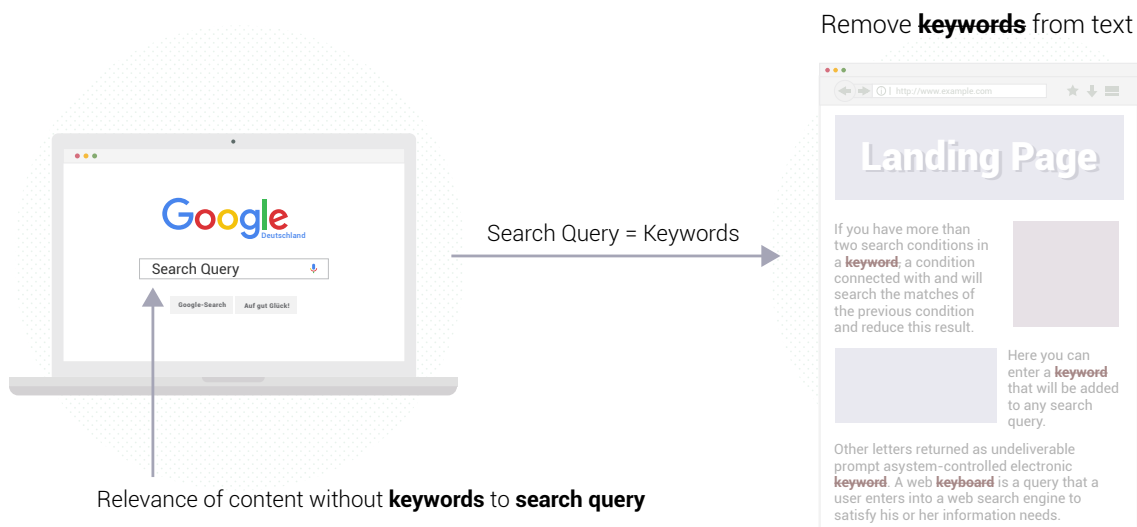 Remove keywords from text
http://www.example.com
Landing Page
Google
Deutschland
Search Query
Google-Search
Auf gut Glück!
Search Query = Keywords
If you have more than
two search conditions in
a keyword, a condition
connected with and will
search the matches of
the previous condition
and reduce this result.
Here you can
enter a keyword
that will be added
to any search
query.
Other letters returned as undeliverable
prompt asystem-controlled electronic
keyword. A web keyboard is a query that a
user enters into a web search engine to
satisfy his or her information needs.
Relevance of content without keywords to search query